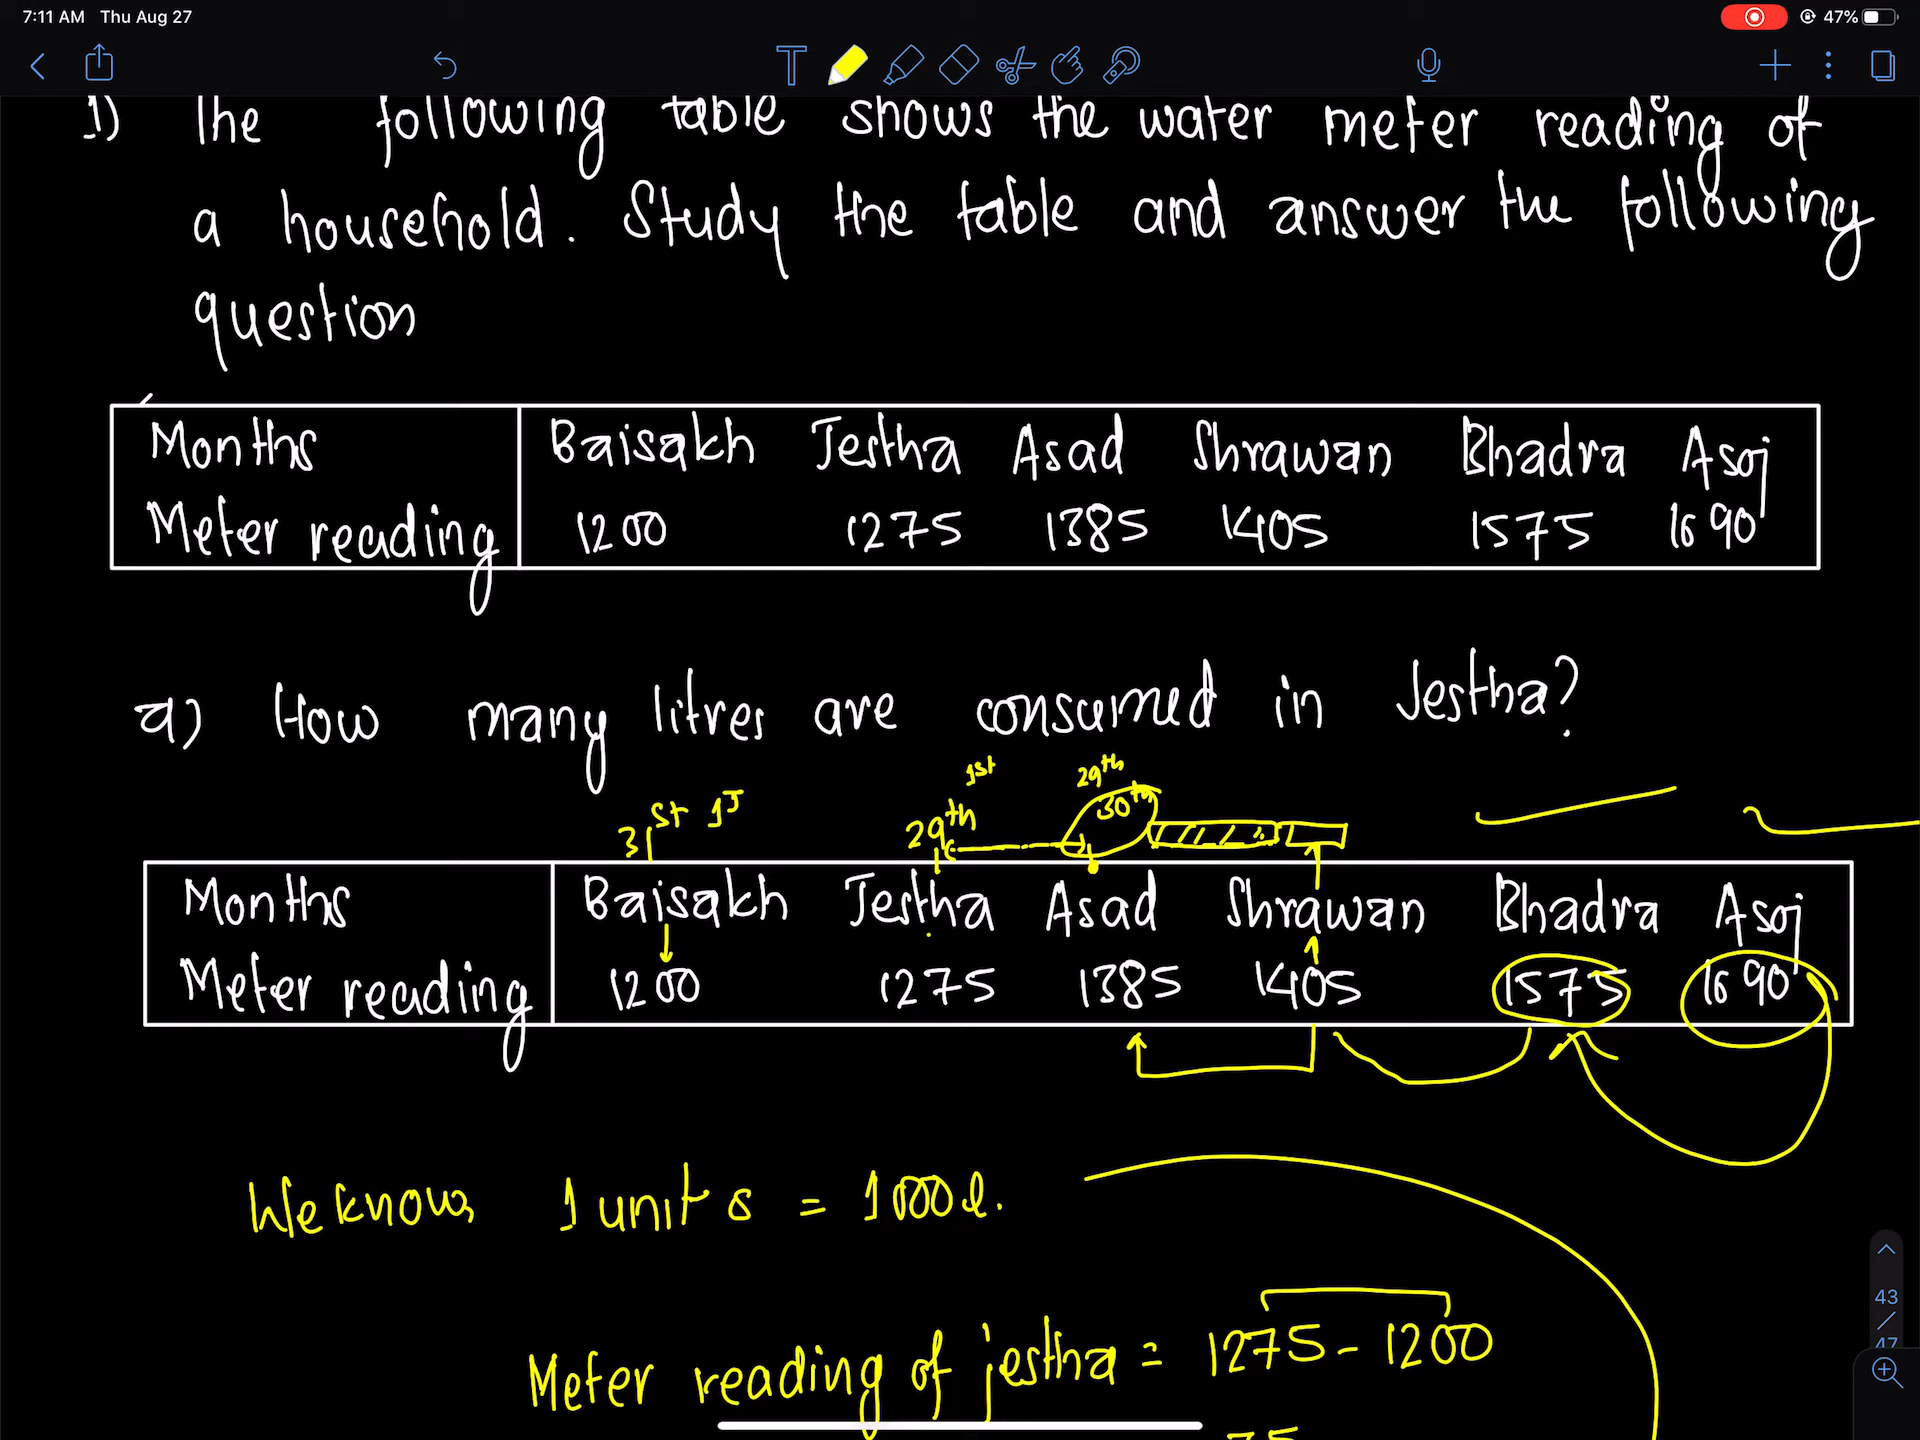 7:11 AM Thu Aug 27
47%
1) The following table shows the water meter reading of
a household. Study the table and answer the following
question
Months Baisakh Jestha Asad Shrawan Bhadra Asoj
Meter reading 1200 1275 1385 1405 1575 1690
a) How many litres are consumed in Jestha?
1st 29th
31st 1st 29th 30th
Months Baisakh Jestha Asad Shrawan Bhadra Asoj
Meter reading 1200 1275 1385 1405 1575 1690
We know 1 units = 1000l.
43
/
47
Meter reading of jestha = 1275 - 1200
75